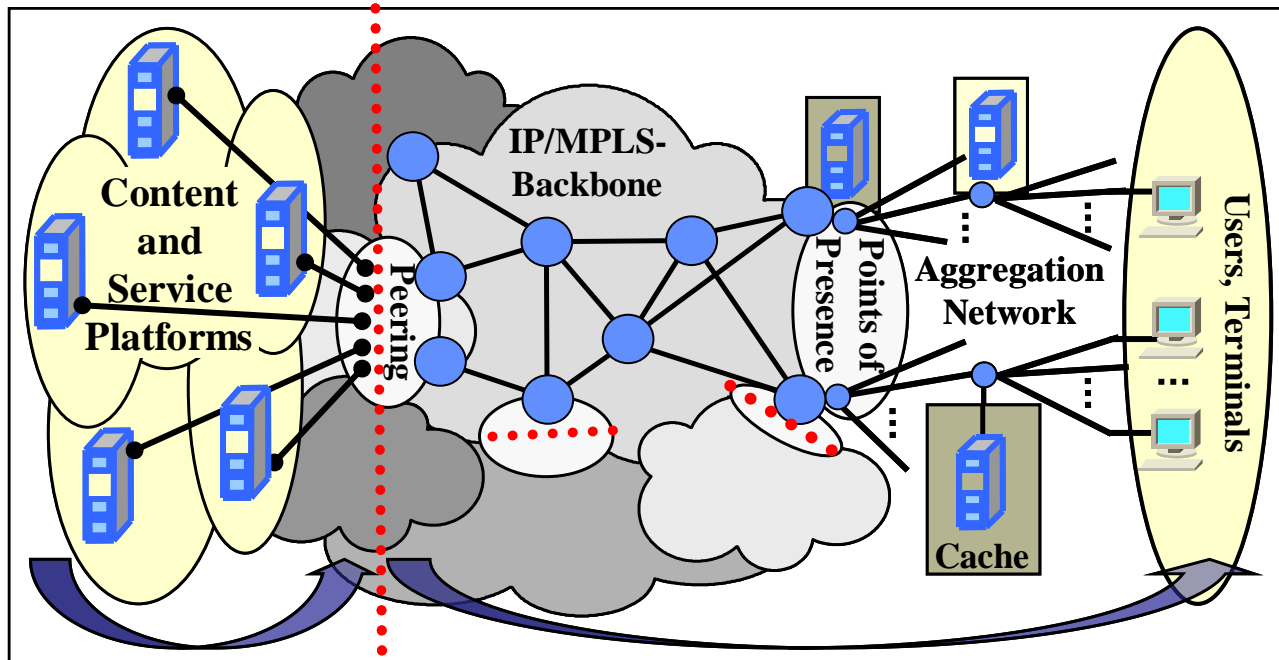 Content
and
Service
Platforms
Peering
IP/MPLS-
Backbone
Points of
Presence
Aggregation
Network
Cache
Users, Terminals